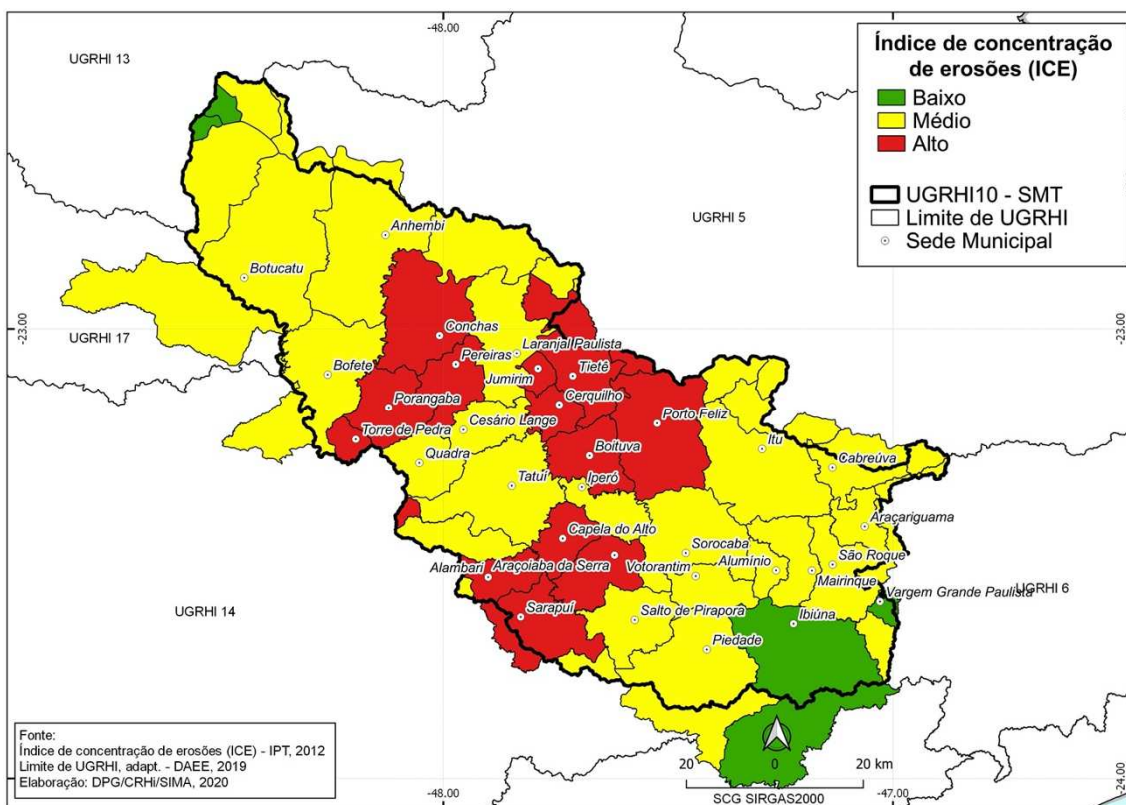 -48.00
UGRHI 13
Índice de concentração
de erosões (ICE)
Baixo
Médio
Alto
UGRHI10 - SMT
Limite de UGRHI
Sede Municipal
UGRHI 5
Anhembi
Botucatu
-23.00
-23.00
UGRHI 17
Conchas
Laranjal Paulista
Pereiras
Bofete
Jumirim
Tietê
Cerquilho
Porangaba
Porto Feliz
Cesário Lange
Torre de Pedra
Itu
Boituva
Quadra
Cabreúva
Tatuí
Iperó
Araçariguama
Capela do Alto
Sorocaba
São Roque
Alambari
Araçoiaba da Serra
Votorantim
Alumínio
Mairinque
UGRHI 6
Vargem Grande Paulista
UGRHI 14
Sarapuí
Salto de Pirapora
Ibiúna
Piedade
Fonte:
Índice de concentração de erosões (ICE) - IPT, 2012
Limite de UGRHI, adapt. - DAEE, 2019
Elaboração: DPG/CRHi/SIMA, 2020
20 0 20 km
SCG SIRGAS2000
-48.00
-47.00
-24.00